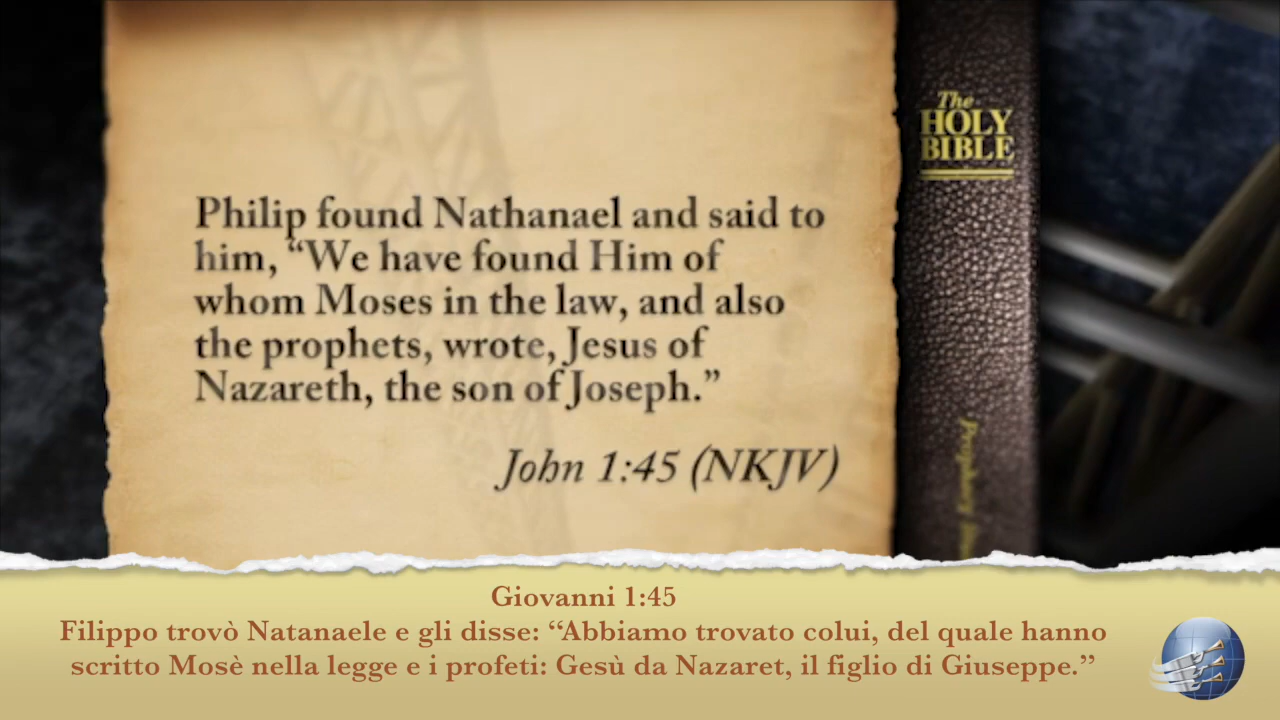 Philip found Nathanael and said to
him, “We have found Him of
whom Moses in the law, and also
the prophets, wrote, Jesus of
Nazareth, the son of Joseph.”
John 1:45 (NKJV)
The
HOLY
BIBLE
Prophecy
Giovanni 1:45
Filippo trovò Natanaele e gli disse: “Abbiamo trovato colui, del quale hanno
scritto Mosè nella legge e i profeti: Gesù da Nazaret, il figlio di Giuseppe.”